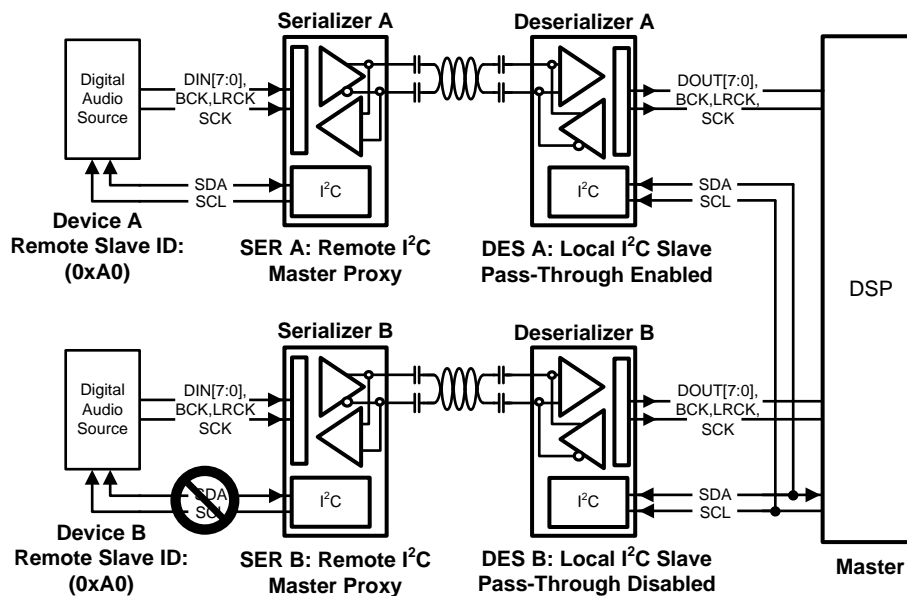 Serializer A
Deserializer A
Digital
Audio
Source
DIN[7:0],
BCK,LRCK
SCK
DOUT[7:0],
BCK,LRCK,
SCK
SDA
SCL
I²C
I²C
SDA
SCL
DSP
Device A
Remote Slave ID:
(0xA0)
SER A: Remote I²C
Master Proxy
DES A: Local I²C Slave
Pass-Through Enabled
Serializer B
Deserializer B
Digital
Audio
Source
DIN[7:0],
BCK,LRCK
SCK
DOUT[7:0],
BCK,LRCK,
SCK
SDA
SCL
I²C
I²C
SDA
SCL
Device B
Remote Slave ID:
(0xA0)
SER B: Remote I²C
Master Proxy
DES B: Local I²C Slave
Pass-Through Disabled
Master